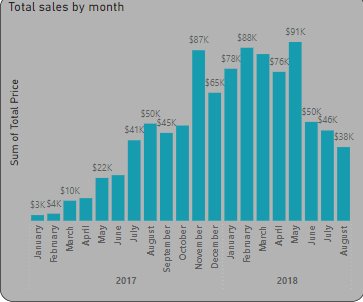 Total sales by month
Sum of Total Price
$3K $4K $10K $22K $41K $50K $45K $87K $65K $78K $88K $76K $91K $50K $46K $38K
January February March April May June July August September October November December January February March April May June July August
2017 2018